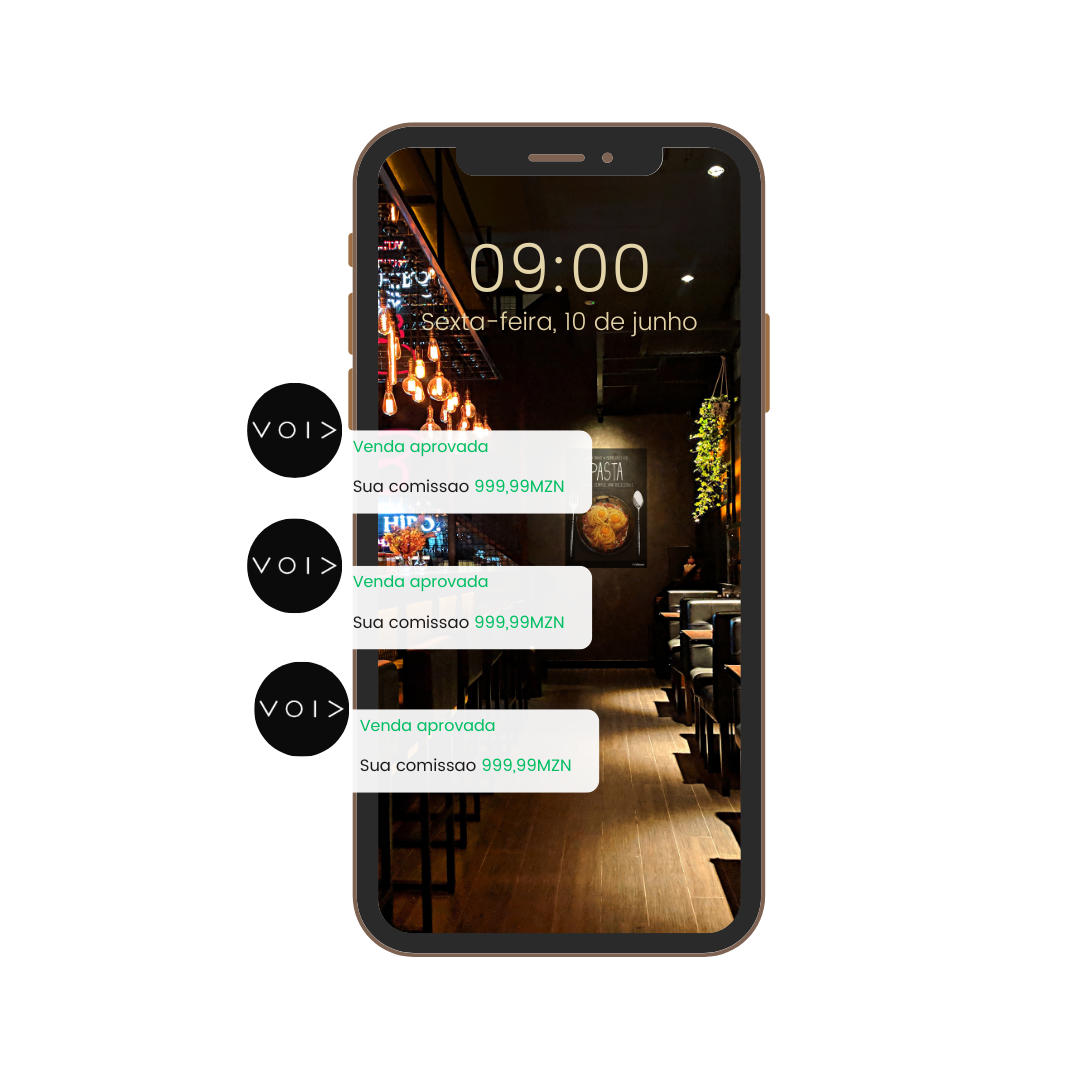 09:00
Sexta-feira, 10 de junho
VOI>
Venda aprovada
Sua comissao 999,99MZN
PASTA
HIRO.
VOI>
Venda aprovada
Sua comissao 999,99MZN
VOI>
Venda aprovada
Sua comissao 999,99MZN